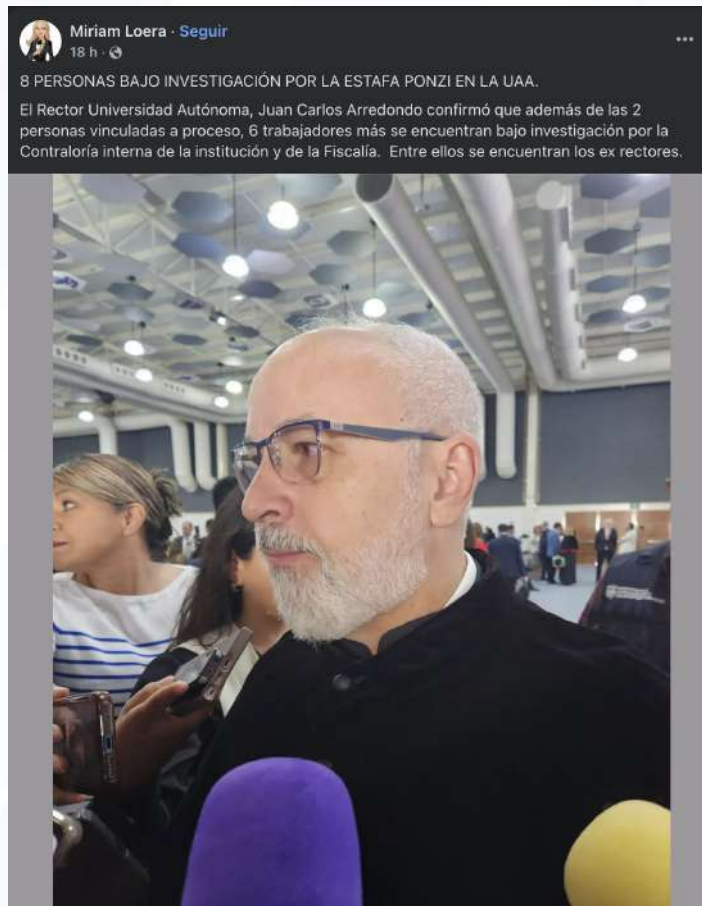 Miriam Loera · Seguir
18 h ·
8 PERSONAS BAJO INVESTIGACIÓN POR LA ESTAFA PONZI EN LA UAA.
El Rector Universidad Autónoma, Juan Carlos Arredondo confirmó que además de las 2
personas vinculadas a proceso, 6 trabajadores más se encuentran bajo investigación por la
Contraloría interna de la institución y de la Fiscalía. Entre ellos se encuentran los ex rectores.